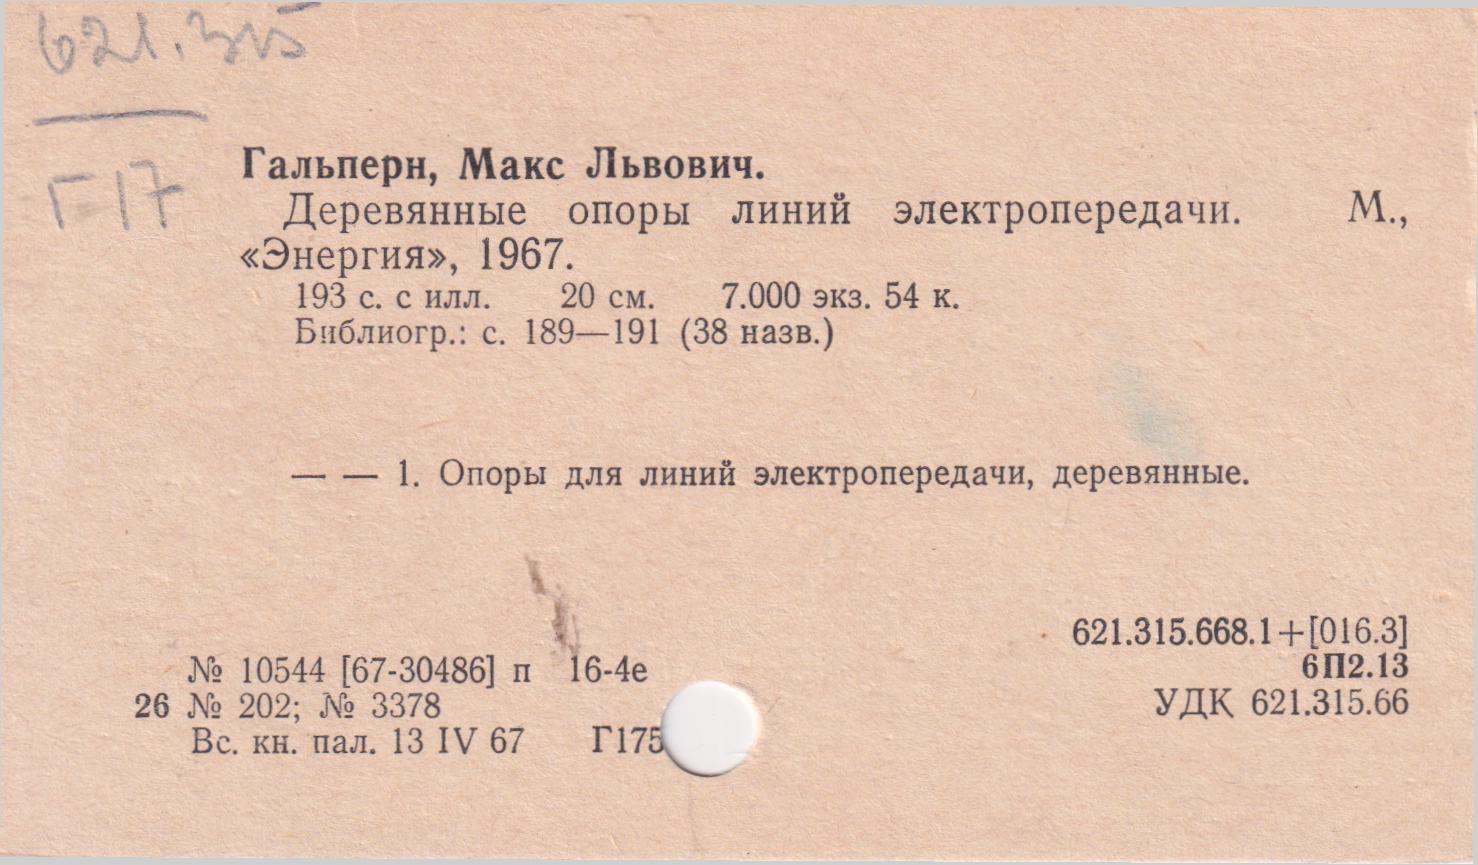 621.315
Г-17
Гальперн, Макс Львович.
Деревянные опоры линий электропередачи. М.,
«Энергия», 1967.
193 с. с илл. 20 см. 7.000 экз. 54 к.
Библиогр.: с. 189—191 (38 назв.)
— — 1. Опоры для линий электропередачи, деревянные.
621.315.668.1+[016.3]
6П2.13
УДК 621.315.66
№ 10544 [67-30486] п 16-4е
26 № 202; № 3378
Вс. кн. пал. 13 IV 67 Г175